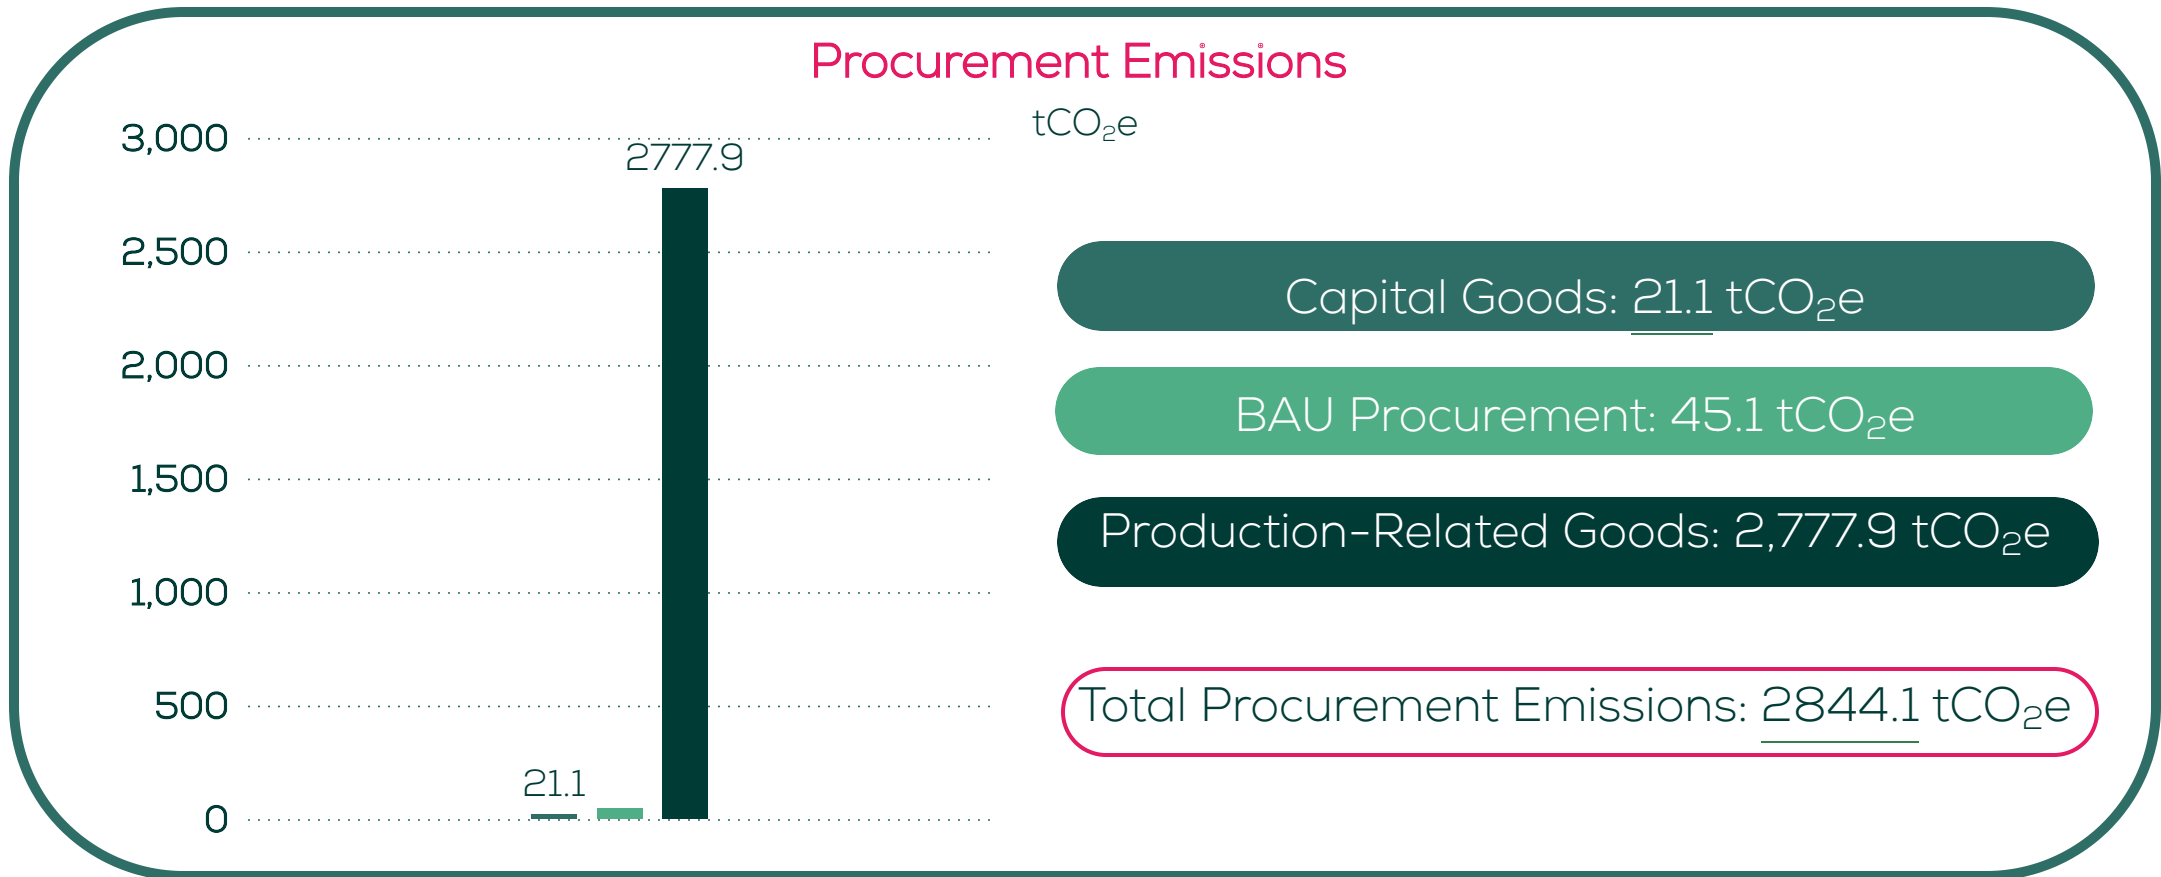 Procurement Emissions
tCO₂e
3,000
2777.9
2,500
2,000
1,500
1,000
500
21.1
0
Capital Goods: 21.1 tCO₂e
BAU Procurement: 45.1 tCO₂e
Production-Related Goods: 2,777.9 tCO₂e
Total Procurement Emissions: 2844.1 tCO₂e